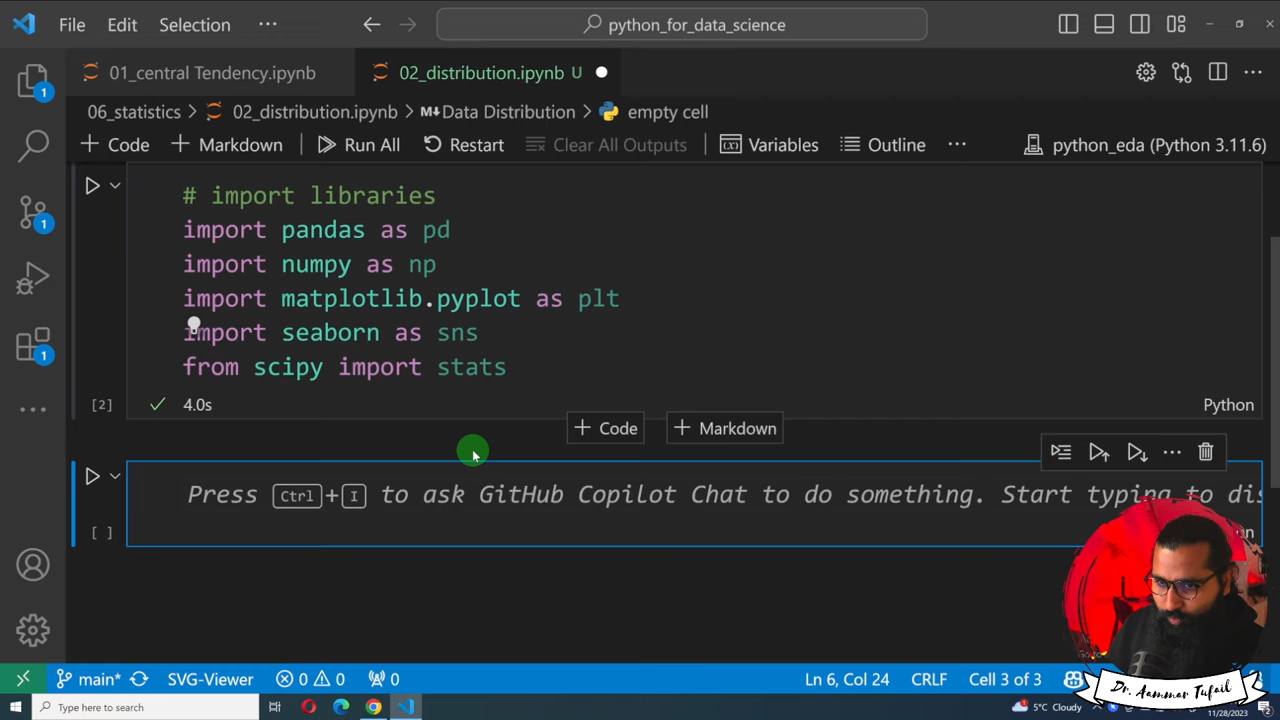 File Edit Selection ··· python_for_data_science
01_central Tendency.ipynb 02_distribution.ipynb U
06_statistics > 02_distribution.ipynb > Data Distribution > empty cell
+ Code + Markdown Run All Restart Clear All Outputs Variables Outline ··· python_eda (Python 3.11.6)
# import libraries
import pandas as pd
import numpy as np
import matplotlib.pyplot as plt
import seaborn as sns
from scipy import stats
[2] 4.0s Python
+ Code + Markdown
Press Ctrl+I to ask GitHub Copilot Chat to do something. Start typing to dis
[ ]
main* SVG-Viewer 0 0 0 Ln 6, Col 24 CRLF Cell 3 of 3
Dr. Aammar Tufail
Type here to search 5°C Cloudy 11/28/2023